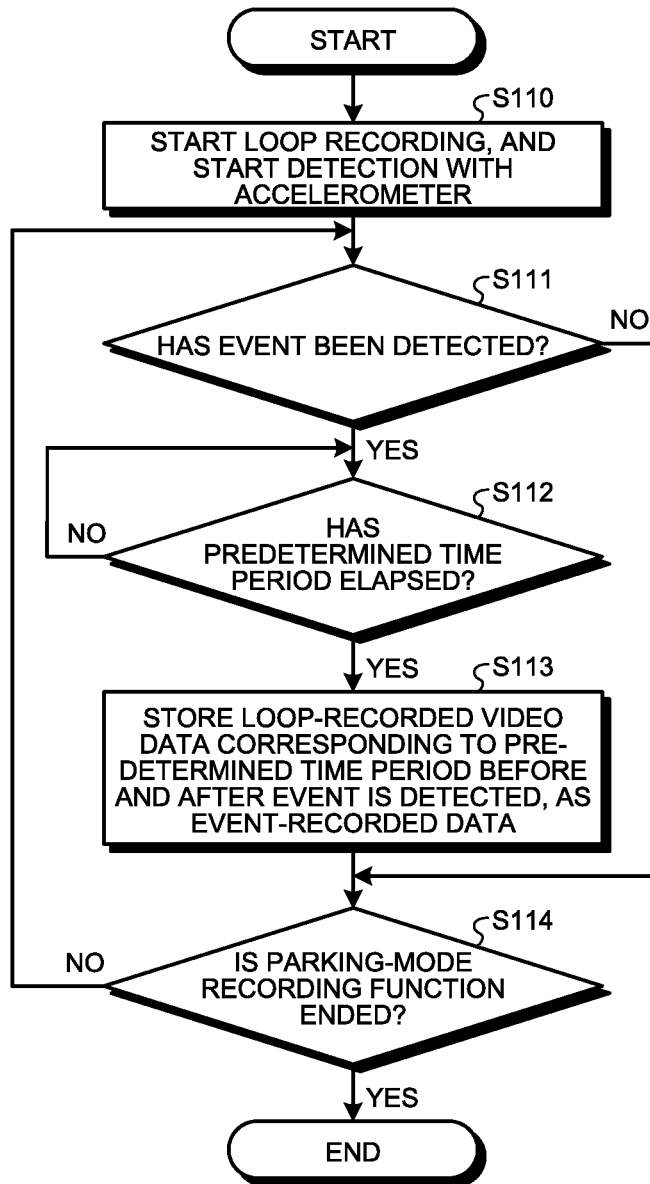 START
S110
START LOOP RECORDING, AND
START DETECTION WITH
ACCELEROMETER
S111
HAS EVENT BEEN DETECTED?
NO
YES
S112
HAS
PREDETERMINED TIME
PERIOD ELAPSED?
NO
YES
S113
STORE LOOP-RECORDED VIDEO
DATA CORRESPONDING TO PRE-
DETERMINED TIME PERIOD BEFORE
AND AFTER EVENT IS DETECTED, AS
EVENT-RECORDED DATA
S114
IS PARKING-MODE
RECORDING FUNCTION
ENDED?
NO
YES
END